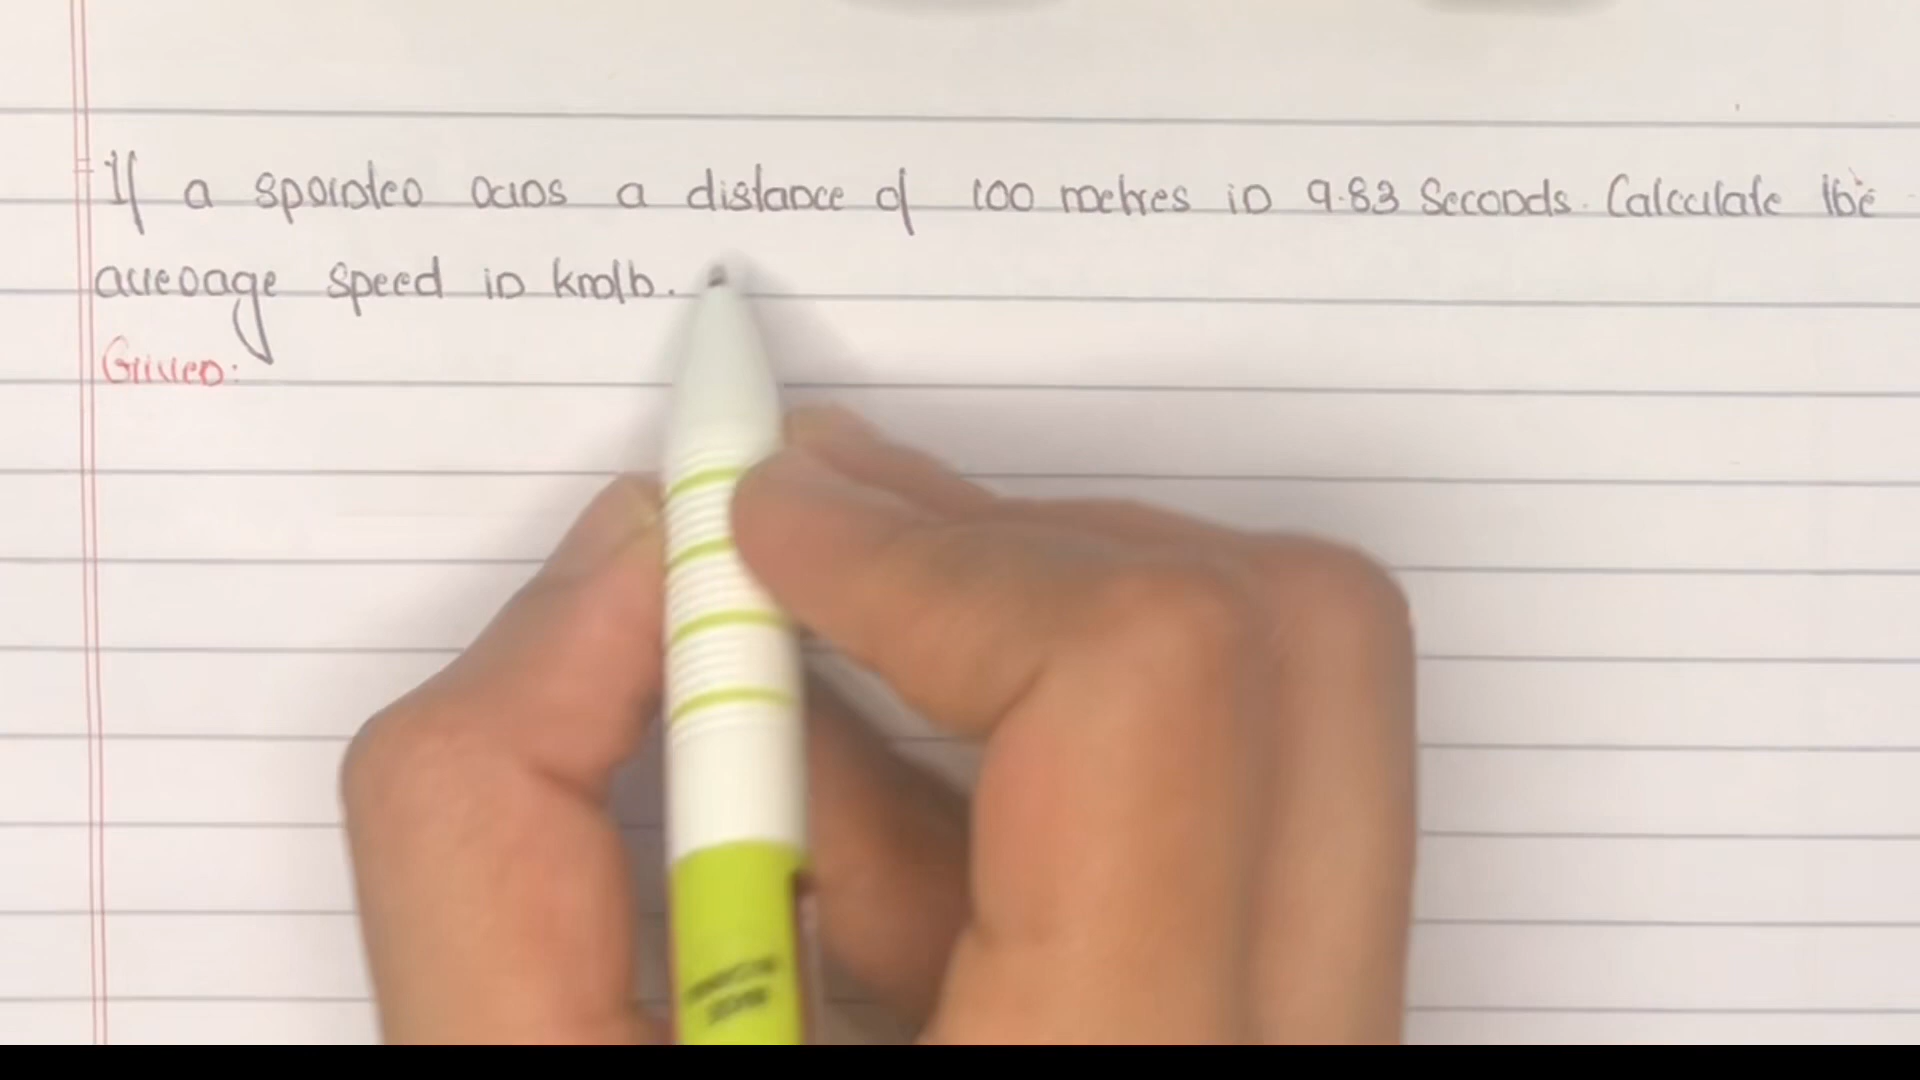 If a sprinter runs a distance of 100 metres in 9.83 Seconds. Calculate the
average speed in km/h.
Given: